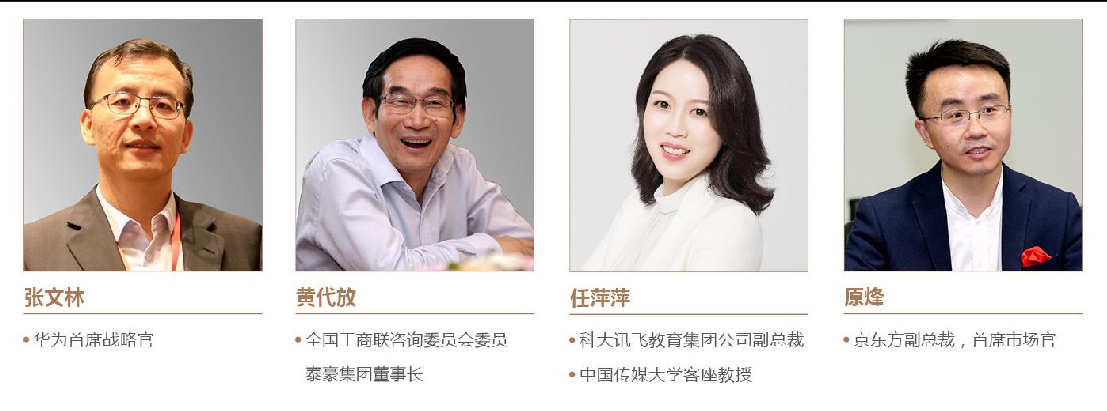 张文林
•华为首席战略官
黄代放
•全国工商联咨询委员会委员
泰豪集团董事长
任萍萍
•科大讯飞教育集团公司副总裁
•中国传媒大学客座教授
原烽
•京东方副总裁，首席市场官